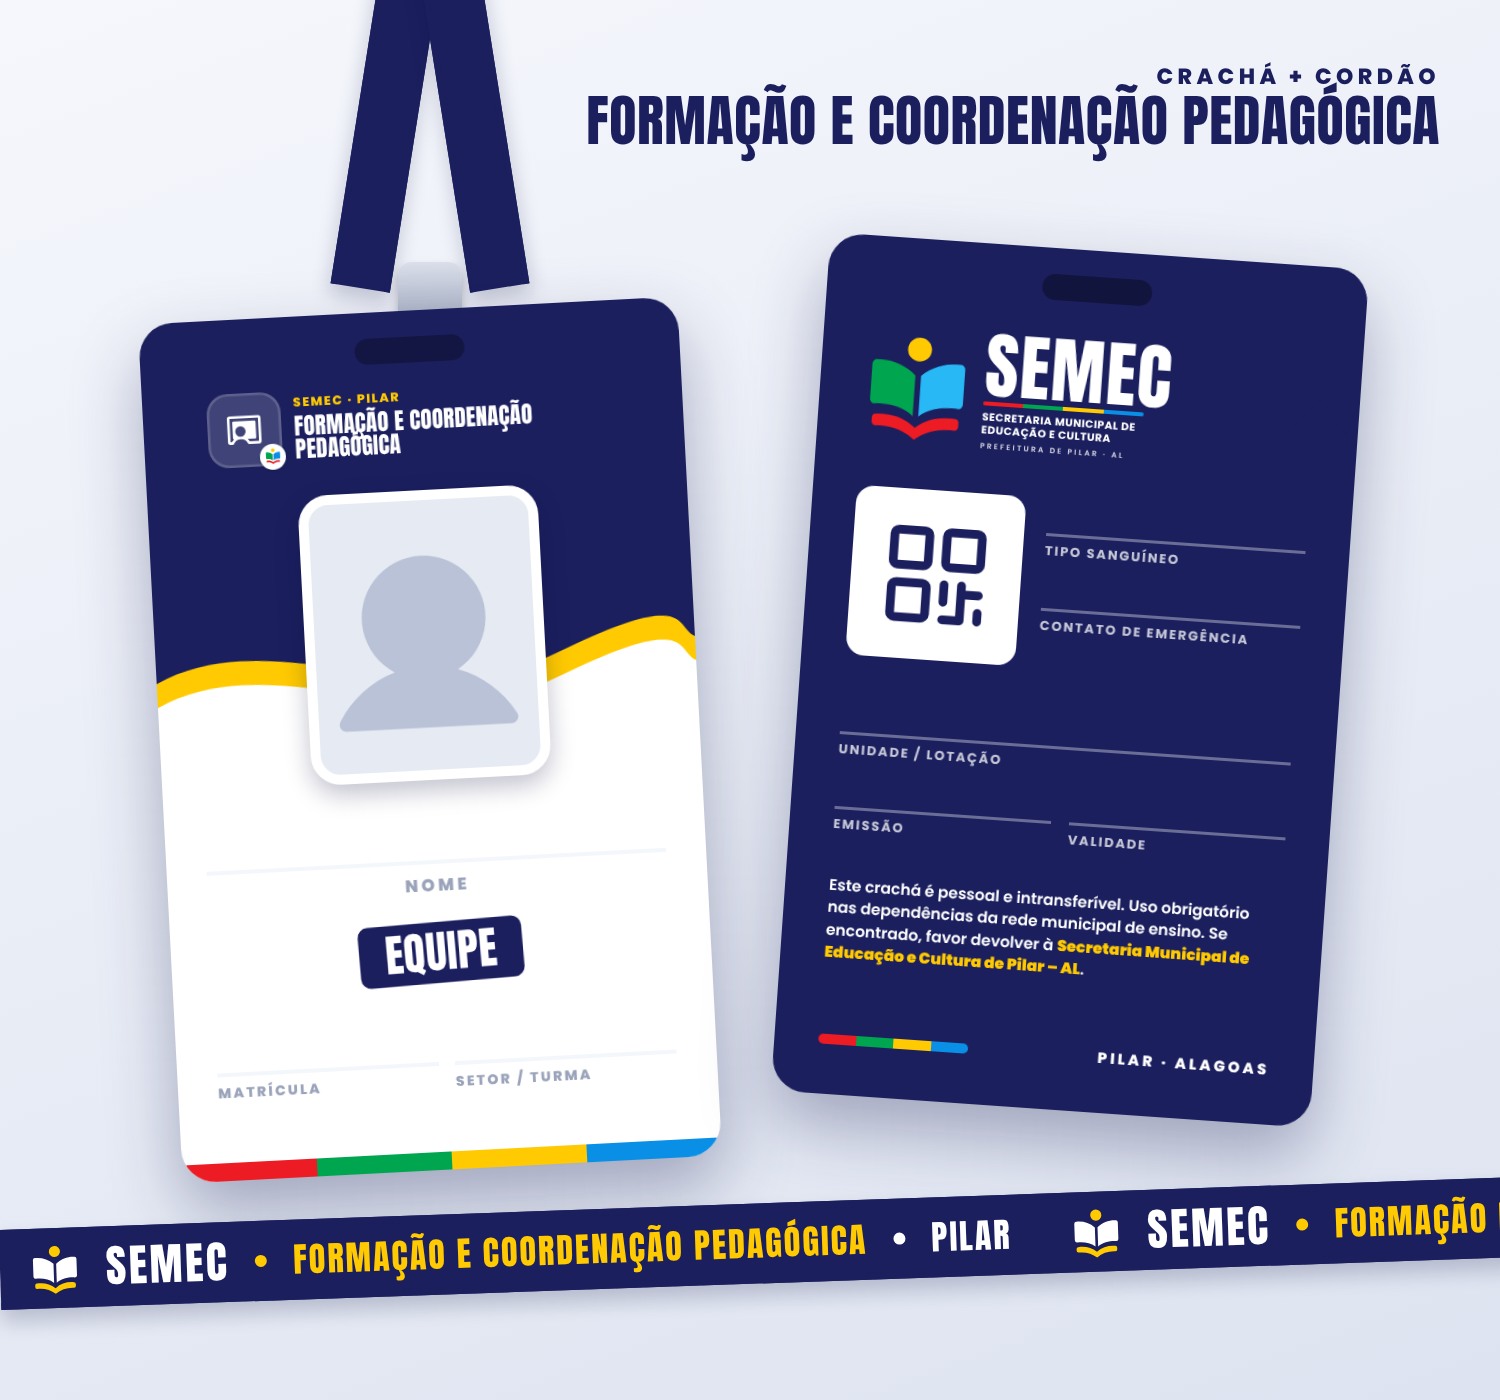 CRACHÁ + CORDÃO
FORMAÇÃO E COORDENAÇÃO PEDAGÓGICA
SEMEC · PILAR
FORMAÇÃO E COORDENAÇÃO
PEDAGÓGICA
NOME
EQUIPE
MATRÍCULA
SETOR / TURMA
SEMEC
SECRETARIA MUNICIPAL DE
EDUCAÇÃO E CULTURA
PREFEITURA DE PILAR · AL
TIPO SANGUÍNEO
CONTATO DE EMERGÊNCIA
UNIDADE / LOTAÇÃO
EMISSÃO
VALIDADE
Este crachá é pessoal e intransferível. Uso obrigatório
nas dependências da rede municipal de ensino. Se
encontrado, favor devolver à Secretaria Municipal de
Educação e Cultura de Pilar – AL.
PILAR · ALAGOAS
SEMEC • FORMAÇÃO E COORDENAÇÃO PEDAGÓGICA • PILAR SEMEC • FORMAÇÃO